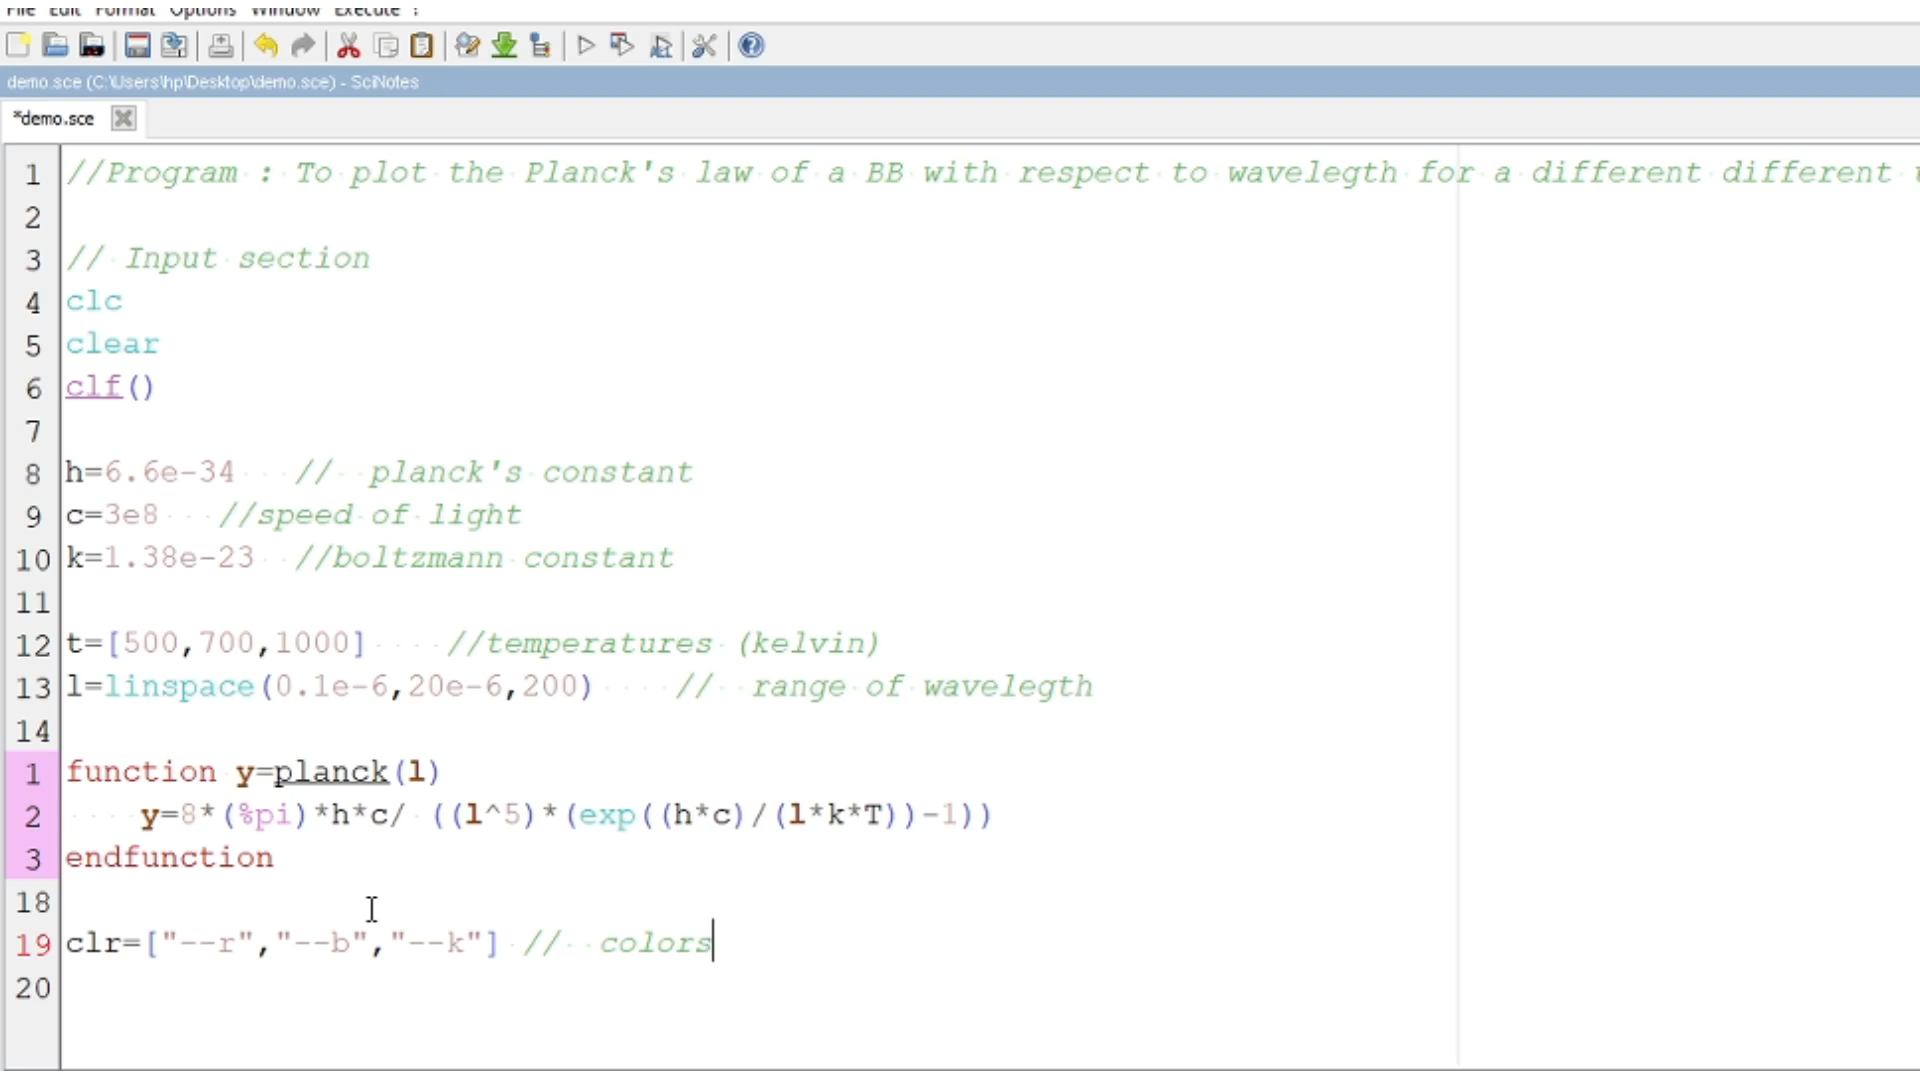 File Edit Format Options Window Execute ?
demo.sce (C:\Users\hp\Desktop\demo.sce) - SciNotes
*demo.sce
1 //Program : To plot the Planck's law of a BB with respect to wavelegth for a different different
2
3 // Input section
4 clc
5 clear
6 clf()
7
8 h=6.6e-34 // planck's constant
9 c=3e8 //speed of light
10 k=1.38e-23 //boltzmann constant
11
12 t=[500,700,1000] //temperatures (kelvin)
13 l=linspace(0.1e-6,20e-6,200) // range of wavelegth
14
1 function y=planck(l)
2 y=8*(%pi)*h*c/ ((l^5)*(exp((h*c)/(l*k*T))-1))
3 endfunction
18
19 clr=["--r","--b","--k"] // colors
20